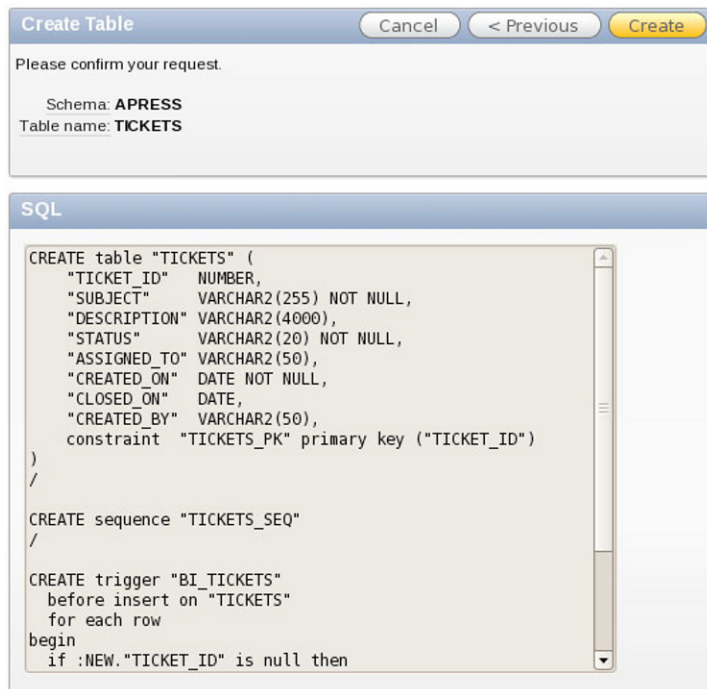 Create Table
Cancel
< Previous
Create
Please confirm your request.
Schema: APRESS
Table name: TICKETS
SQL
CREATE table "TICKETS" (
    "TICKET_ID"   NUMBER,
    "SUBJECT"     VARCHAR2(255) NOT NULL,
    "DESCRIPTION" VARCHAR2(4000),
    "STATUS"      VARCHAR2(20) NOT NULL,
    "ASSIGNED_TO" VARCHAR2(50),
    "CREATED_ON"  DATE NOT NULL,
    "CLOSED_ON"   DATE,
    "CREATED_BY"  VARCHAR2(50),
    constraint  "TICKETS_PK" primary key ("TICKET_ID")
)
/
CREATE sequence "TICKETS_SEQ"
/
CREATE trigger "BI_TICKETS"
  before insert on "TICKETS"
  for each row
begin
  if :NEW."TICKET_ID" is null then